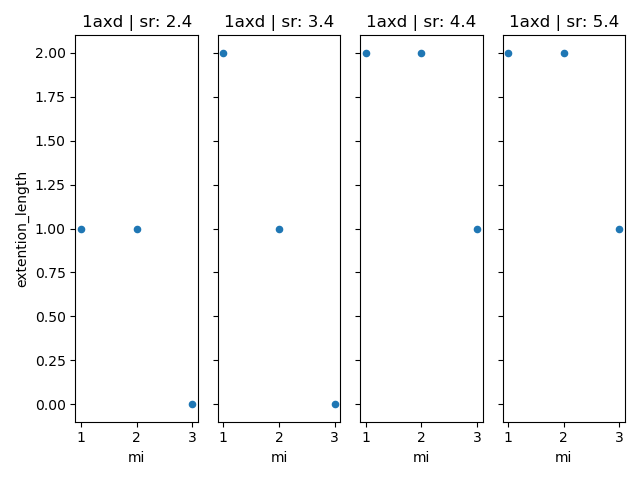 1axd | sr: 2.4
1axd | sr: 3.4
1axd | sr: 4.4
1axd | sr: 5.4
extention_length
2.00
1.75
1.50
1.25
1.00
0.75
0.50
0.25
0.00
1 2 3
1 2 3
1 2 3
1 2 3
mi
mi
mi
mi